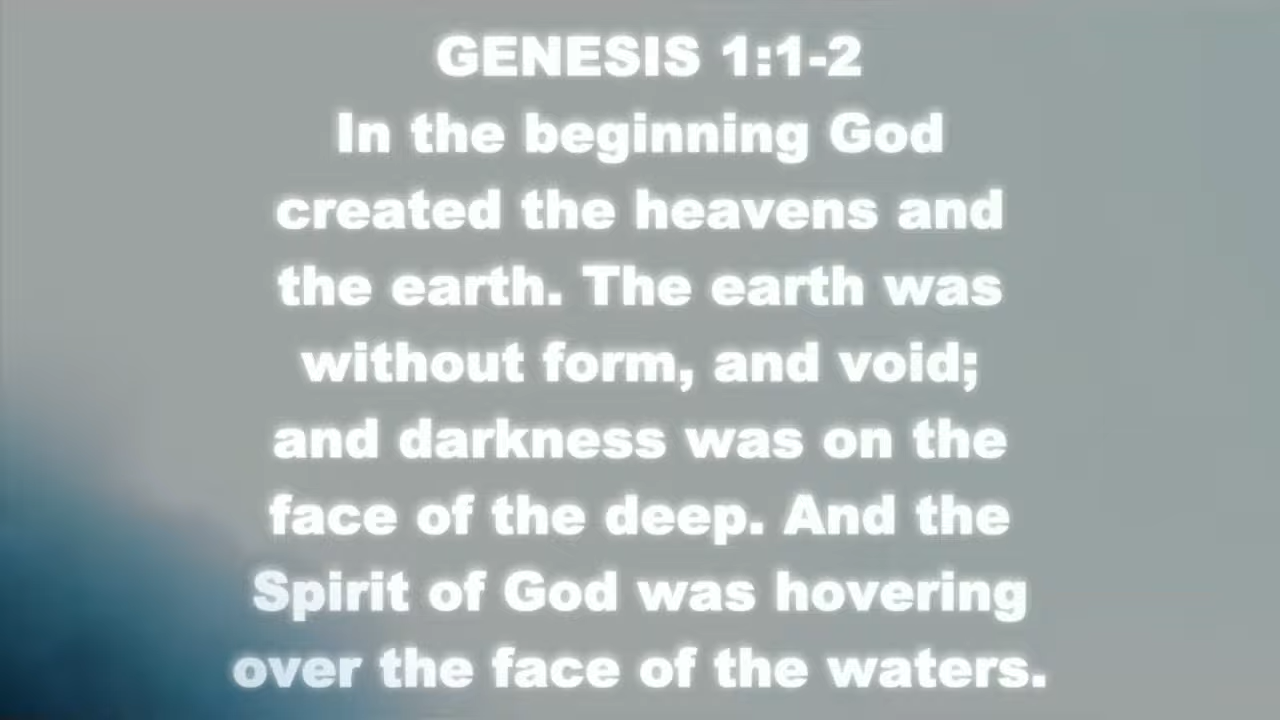 GENESIS 1:1-2
In the beginning God
created the heavens and
the earth. The earth was
without form, and void;
and darkness was on the
face of the deep. And the
Spirit of God was hovering
over the face of the waters.